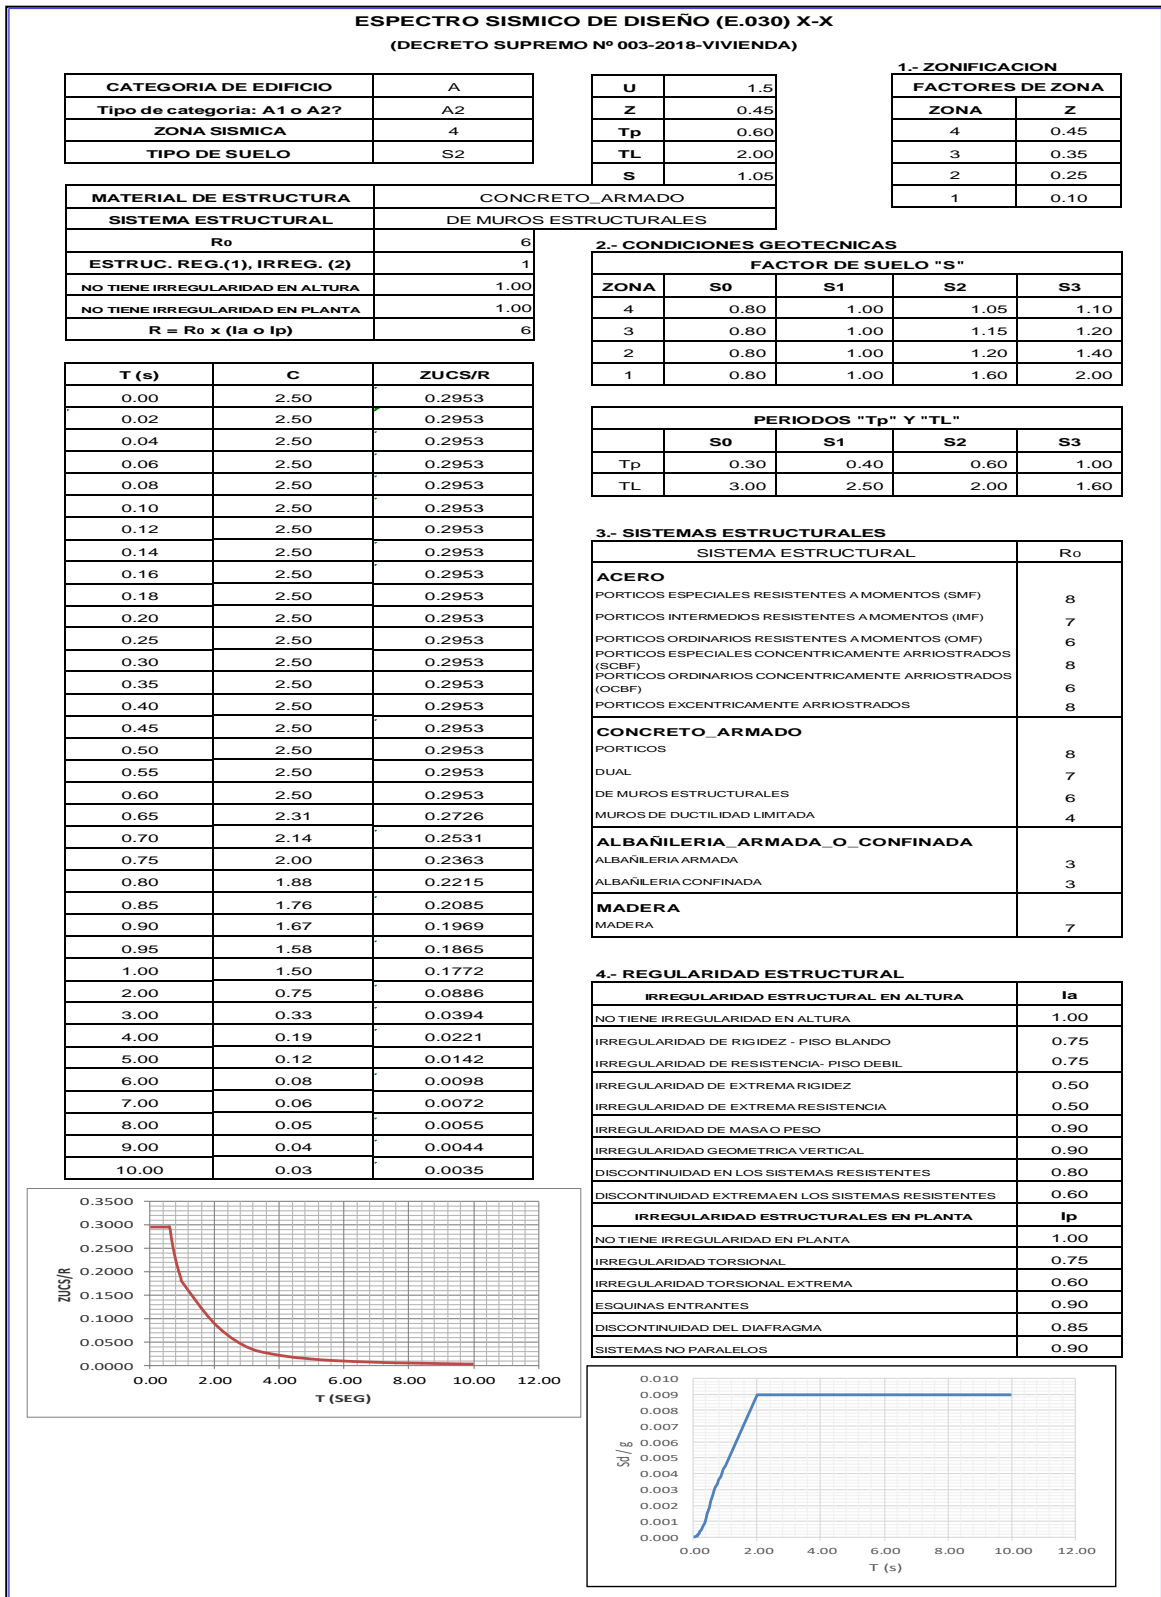 ESPECTRO SISMICO DE DISEÑO (E.030) X-X
(DECRETO SUPREMO Nº 003-2018-VIVIENDA)
CATEGORIA DE EDIFICIO A
Tipo de categoria: A1 o A2? A2
ZONA SISMICA 4
TIPO DE SUELO S2
U 1.5
Z 0.45
Tp 0.60
TL 2.00
S 1.05
1.- ZONIFICACION
FACTORES DE ZONA
ZONA Z
4 0.45
3 0.35
2 0.25
1 0.10
MATERIAL DE ESTRUCTURA CONCRETO_ARMADO
SISTEMA ESTRUCTURAL DE MUROS ESTRUCTURALES
Ro 6
ESTRUC. REG.(1), IRREG. (2) 1
NO TIENE IRREGULARIDAD EN ALTURA 1.00
NO TIENE IRREGULARIDAD EN PLANTA 1.00
R = Ro x (Ia o Ip) 6
2.- CONDICIONES GEOTECNICAS
FACTOR DE SUELO "S"
ZONA S0 S1 S2 S3
4 0.80 1.00 1.05 1.10
3 0.80 1.00 1.15 1.20
2 0.80 1.00 1.20 1.40
1 0.80 1.00 1.60 2.00
PERIODOS "Tp" Y "TL"
S0 S1 S2 S3
Tp 0.30 0.40 0.60 1.00
TL 3.00 2.50 2.00 1.60
T (s) C ZUCS/R
0.00 2.50 0.2953
0.02 2.50 0.2953
0.04 2.50 0.2953
0.06 2.50 0.2953
0.08 2.50 0.2953
0.10 2.50 0.2953
0.12 2.50 0.2953
0.14 2.50 0.2953
0.16 2.50 0.2953
0.18 2.50 0.2953
0.20 2.50 0.2953
0.25 2.50 0.2953
0.30 2.50 0.2953
0.35 2.50 0.2953
0.40 2.50 0.2953
0.45 2.50 0.2953
0.50 2.50 0.2953
0.55 2.50 0.2953
0.60 2.50 0.2953
0.65 2.31 0.2726
0.70 2.14 0.2531
0.75 2.00 0.2363
0.80 1.88 0.2215
0.85 1.76 0.2085
0.90 1.67 0.1969
0.95 1.58 0.1865
1.00 1.50 0.1772
2.00 0.75 0.0886
3.00 0.33 0.0394
4.00 0.19 0.0221
5.00 0.12 0.0142
6.00 0.08 0.0098
7.00 0.06 0.0072
8.00 0.05 0.0055
9.00 0.04 0.0044
10.00 0.03 0.0035
3.- SISTEMAS ESTRUCTURALES
SISTEMA ESTRUCTURAL Ro
ACERO
PORTICOS ESPECIALES RESISTENTES A MOMENTOS (SMF) 8
PORTICOS INTERMEDIOS RESISTENTES A MOMENTOS (IMF) 7
PORTICOS ORDINARIOS RESISTENTES A MOMENTOS (OMF) 6
PORTICOS ESPECIALES CONCENTRICAMENTE ARRIOSTRADOS
(SCBF) 8
PORTICOS ORDINARIOS CONCENTRICAMENTE ARRIOSTRADOS
(OCBF) 6
PORTICOS EXCENTRICAMENTE ARRIOSTRADOS 8
CONCRETO_ARMADO
PORTICOS 8
DUAL 7
DE MUROS ESTRUCTURALES 6
MUROS DE DUCTILIDAD LIMITADA 4
ALBAÑILERIA_ARMADA_O_CONFINADA
ALBAÑILERIA ARMADA 3
ALBAÑILERIA CONFINADA 3
MADERA
MADERA 7
4.- REGULARIDAD ESTRUCTURAL
IRREGULARIDAD ESTRUCTURAL EN ALTURA Ia
NO TIENE IRREGULARIDAD EN ALTURA 1.00
IRREGULARIDAD DE RIGIDEZ - PISO BLANDO 0.75
IRREGULARIDAD DE RESISTENCIA- PISO DEBIL 0.75
IRREGULARIDAD DE EXTREMA RIGIDEZ 0.50
IRREGULARIDAD DE EXTREMA RESISTENCIA 0.50
IRREGULARIDAD DE MASA O PESO 0.90
IRREGULARIDAD GEOMETRICA VERTICAL 0.90
DISCONTINUIDAD EN LOS SISTEMAS RESISTENTES 0.80
DISCONTINUIDAD EXTREMA EN LOS SISTEMAS RESISTENTES 0.60
IRREGULARIDAD ESTRUCTURALES EN PLANTA Ip
NO TIENE IRREGULARIDAD EN PLANTA 1.00
IRREGULARIDAD TORSIONAL 0.75
IRREGULARIDAD TORSIONAL EXTREMA 0.60
ESQUINAS ENTRANTES 0.90
DISCONTINUIDAD DEL DIAFRAGMA 0.85
SISTEMAS NO PARALELOS 0.90
ZUCS/R
0.3500
0.3000
0.2500
0.2000
0.1500
0.1000
0.0500
0.0000
0.00 2.00 4.00 6.00 8.00 10.00 12.00
T (SEG)
Sd / g
0.010
0.009
0.008
0.007
0.006
0.005
0.004
0.003
0.002
0.001
0.000
0.00 2.00 4.00 6.00 8.00 10.00 12.00
T (s)